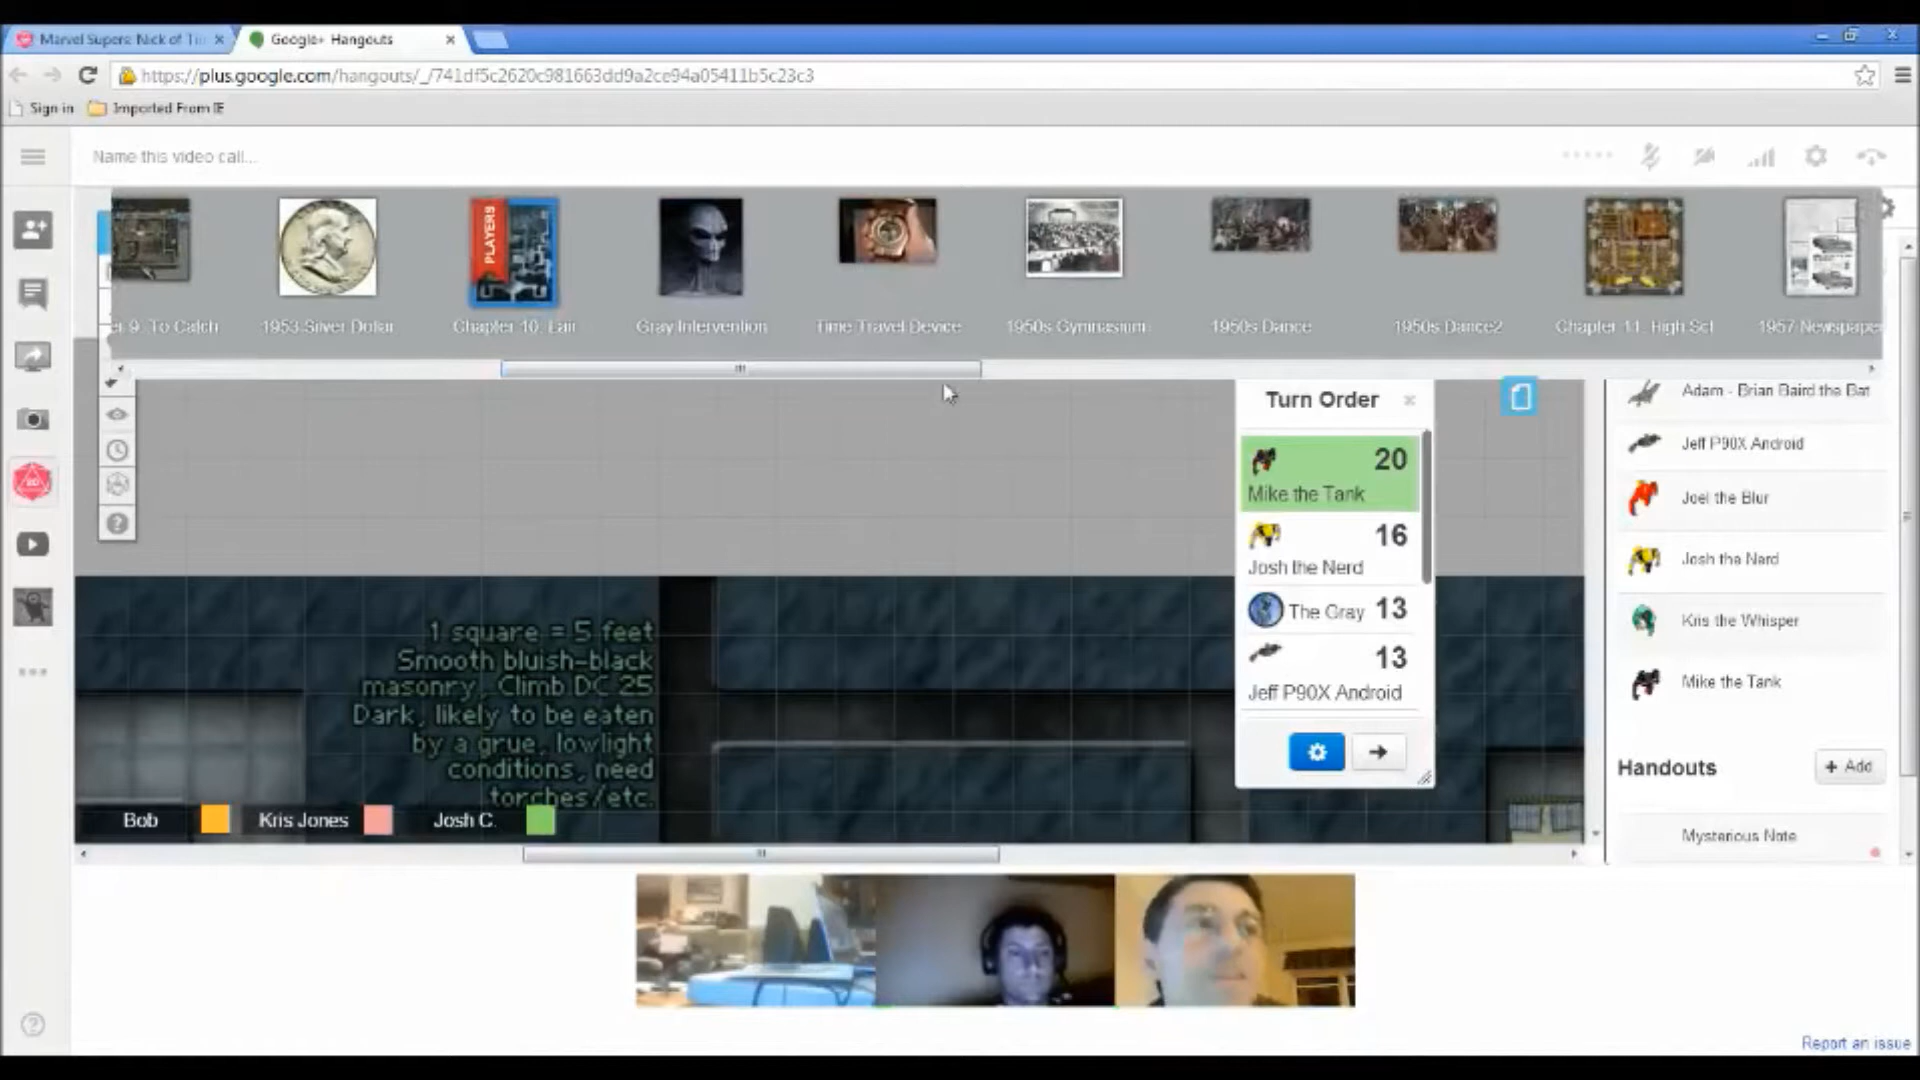 Marvel Supers: Nick of Ti
Google+ Hangouts
https://plus.google.com/hangouts/_/741df5c2620c981663dd9a2ce94a05411b5c23c3
Sign in
Imported From IE
Name this video call...
PLAYERS
er 9. To Catch
1953 Silver Dollar
Chapter 10. Lair
Gray Intervention
Time Travel Device
1950s Gymnasium
1950s Dance
1950s Dance2
Chapter 11. High Scl
1957 Newspape
Turn Order
20
Mike the Tank
16
Josh the Nerd
The Gray 13
13
Jeff P90X Android
Adam - Brian Baird the Bat
Jeff P90X Android
Joel the Blur
Josh the Nerd
Kris the Whisper
Mike the Tank
Handouts
+ Add
Mysterious Note
1 square = 5 feet
Smooth bluish-black
masonry, Climb DC 25
Dark, likely to be eaten
by a grue, lowlight
conditions, need
torches/etc.
Bob
Kris Jones
Josh C.
Report an issue